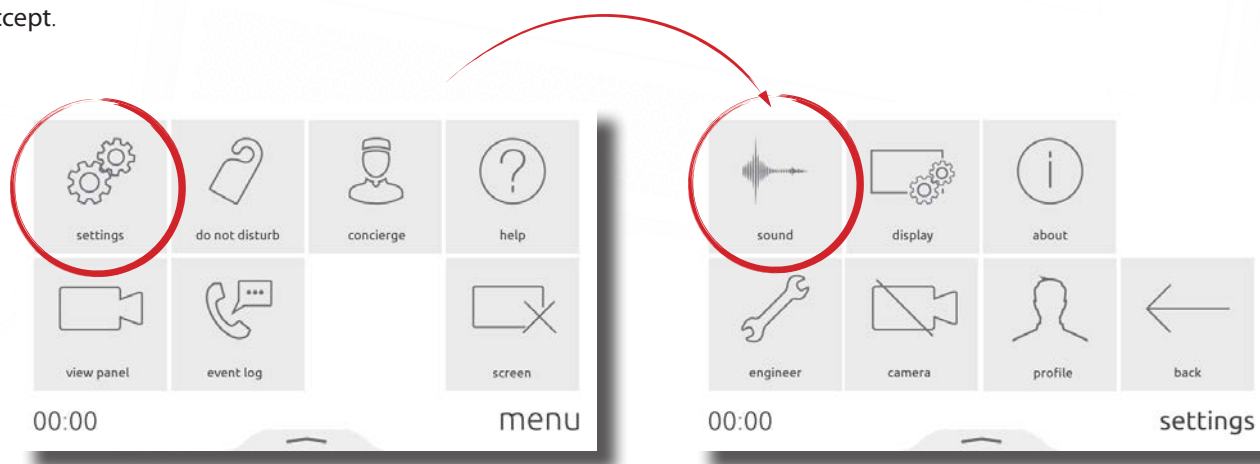 ccept.
settings do not disturb concierge help
view panel event log screen
00:00 menu
sound display about
engineer camera profile back
00:00 settings